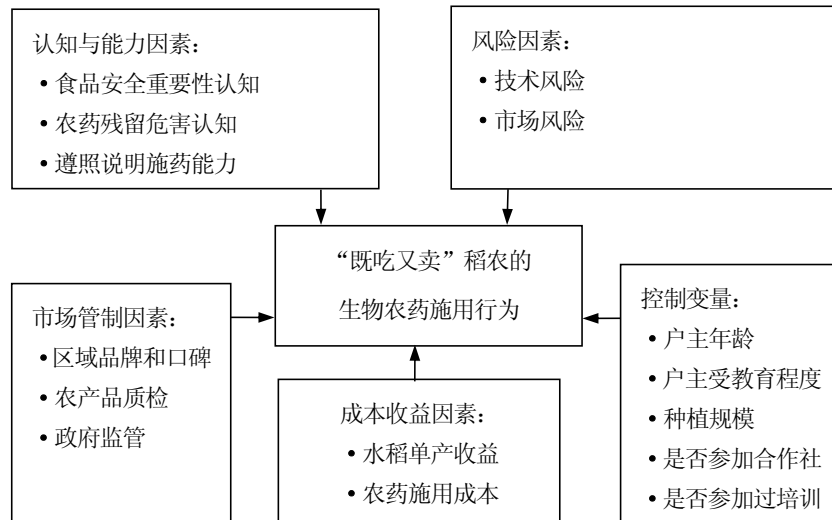 认知与能力因素：
• 食品安全重要性认知
• 农药残留危害认知
• 遵照说明施药能力
风险因素：
• 技术风险
• 市场风险
“既吃又卖”稻农的
生物农药施用行为
市场管制因素：
• 区域品牌和口碑
• 农产品质检
• 政府监管
成本收益因素：
• 水稻单产收益
• 农药施用成本
控制变量：
• 户主年龄
• 户主受教育程度
• 种植规模
• 是否参加合作社
• 是否参加过培训